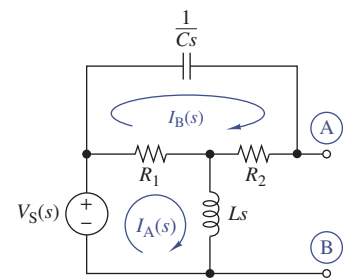 1
Cs
I_B(s)
A
R_1
R_2
V_S(s)
+
−
I_A(s)
Ls
B